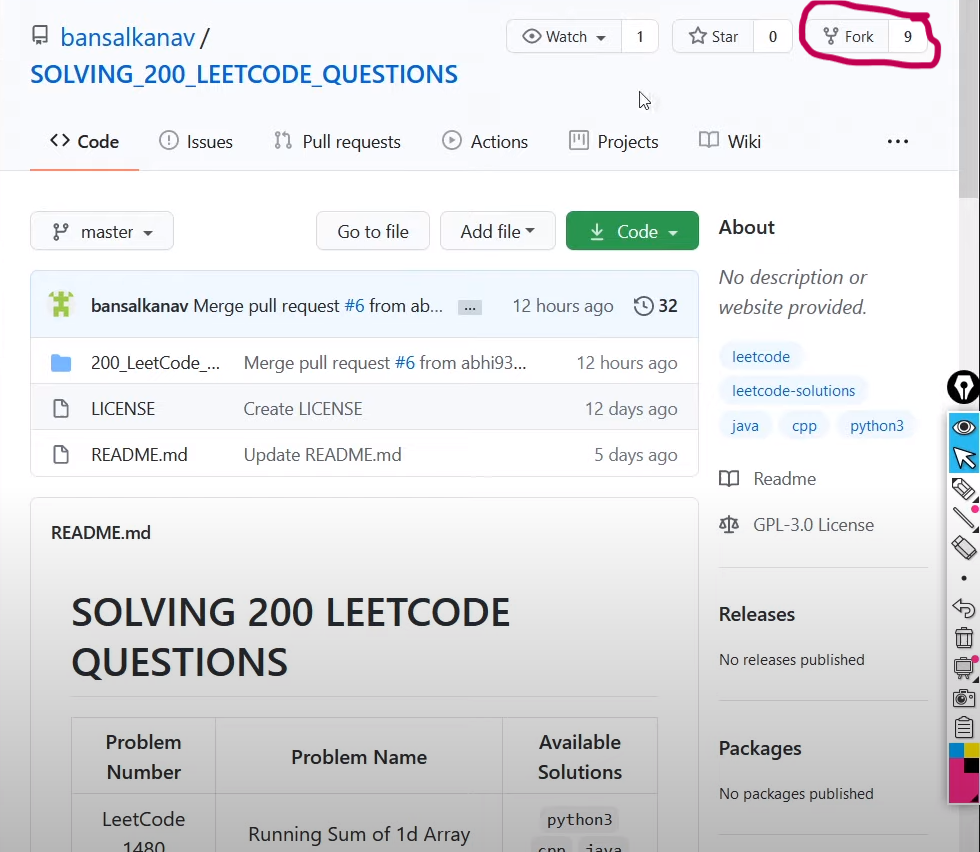 bansalkanav /
Watch 1 Star 0 Fork 9
SOLVING_200_LEETCODE_QUESTIONS
Code Issues Pull requests Actions Projects Wiki ...
master Go to file Add file Code
bansalkanav Merge pull request #6 from ab... ... 12 hours ago 32
200_LeetCode_... Merge pull request #6 from abhi93... 12 hours ago
LICENSE Create LICENSE 12 days ago
README.md Update README.md 5 days ago
About
No description or
website provided.
leetcode
leetcode-solutions
java cpp python3
Readme
GPL-3.0 License
Releases
No releases published
Packages
No packages published
README.md
SOLVING 200 LEETCODE
QUESTIONS
Problem
Number
Problem Name
Available
Solutions
LeetCode
1480
Running Sum of 1d Array
python3
cpp java